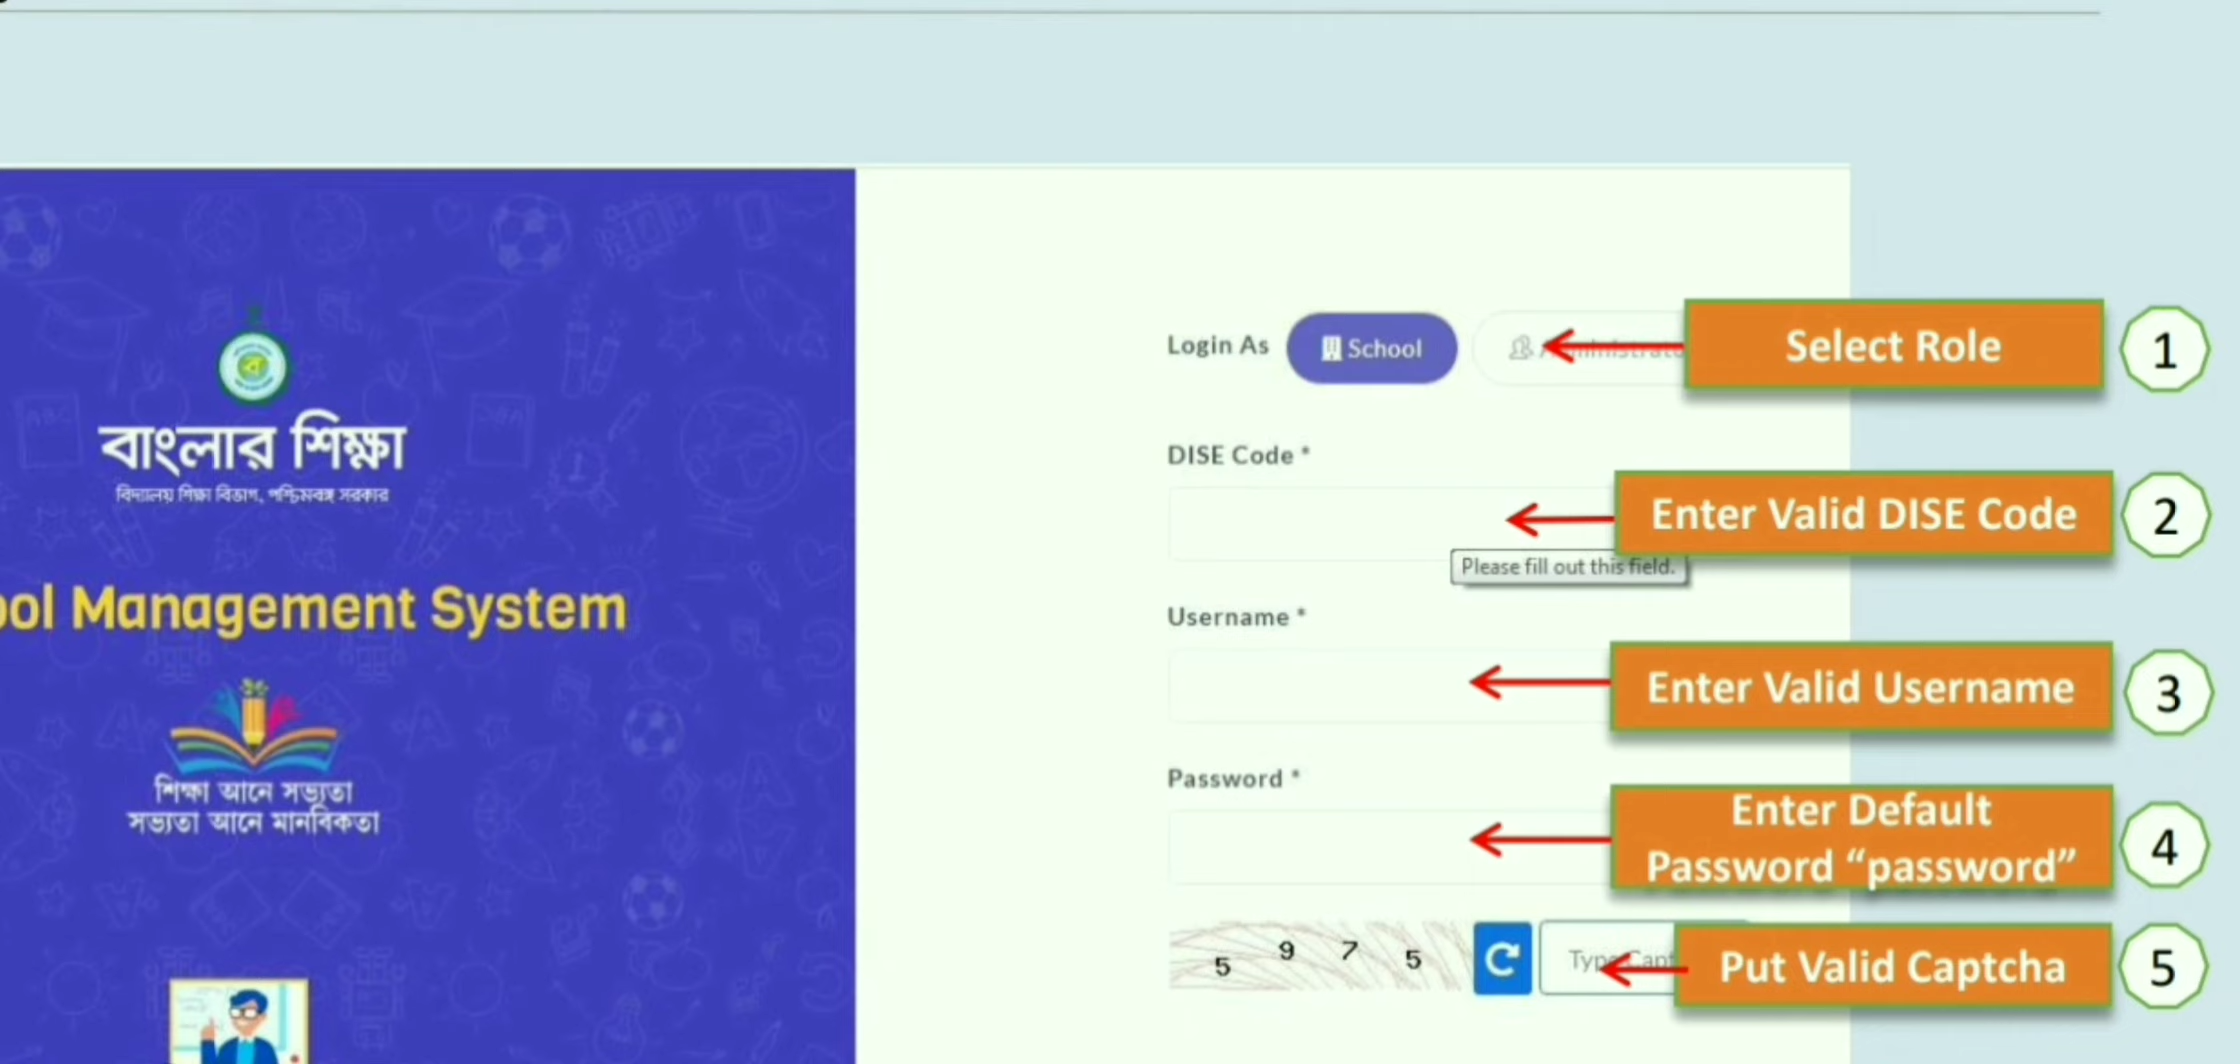 বাংলার শিক্ষা
বিদ্যালয় শিক্ষা বিভাগ, পশ্চিমবঙ্গ সরকার
ool Management System
শিক্ষা আনে সভ্যতা
সভ্যতা আনে মানবিকতা
Login As School
Select Role 1
DISE Code *
Enter Valid DISE Code 2
Please fill out this field.
Username *
Enter Valid Username 3
Password *
Enter Default
Password “password” 4
5 9 7 5
Put Valid Captcha 5